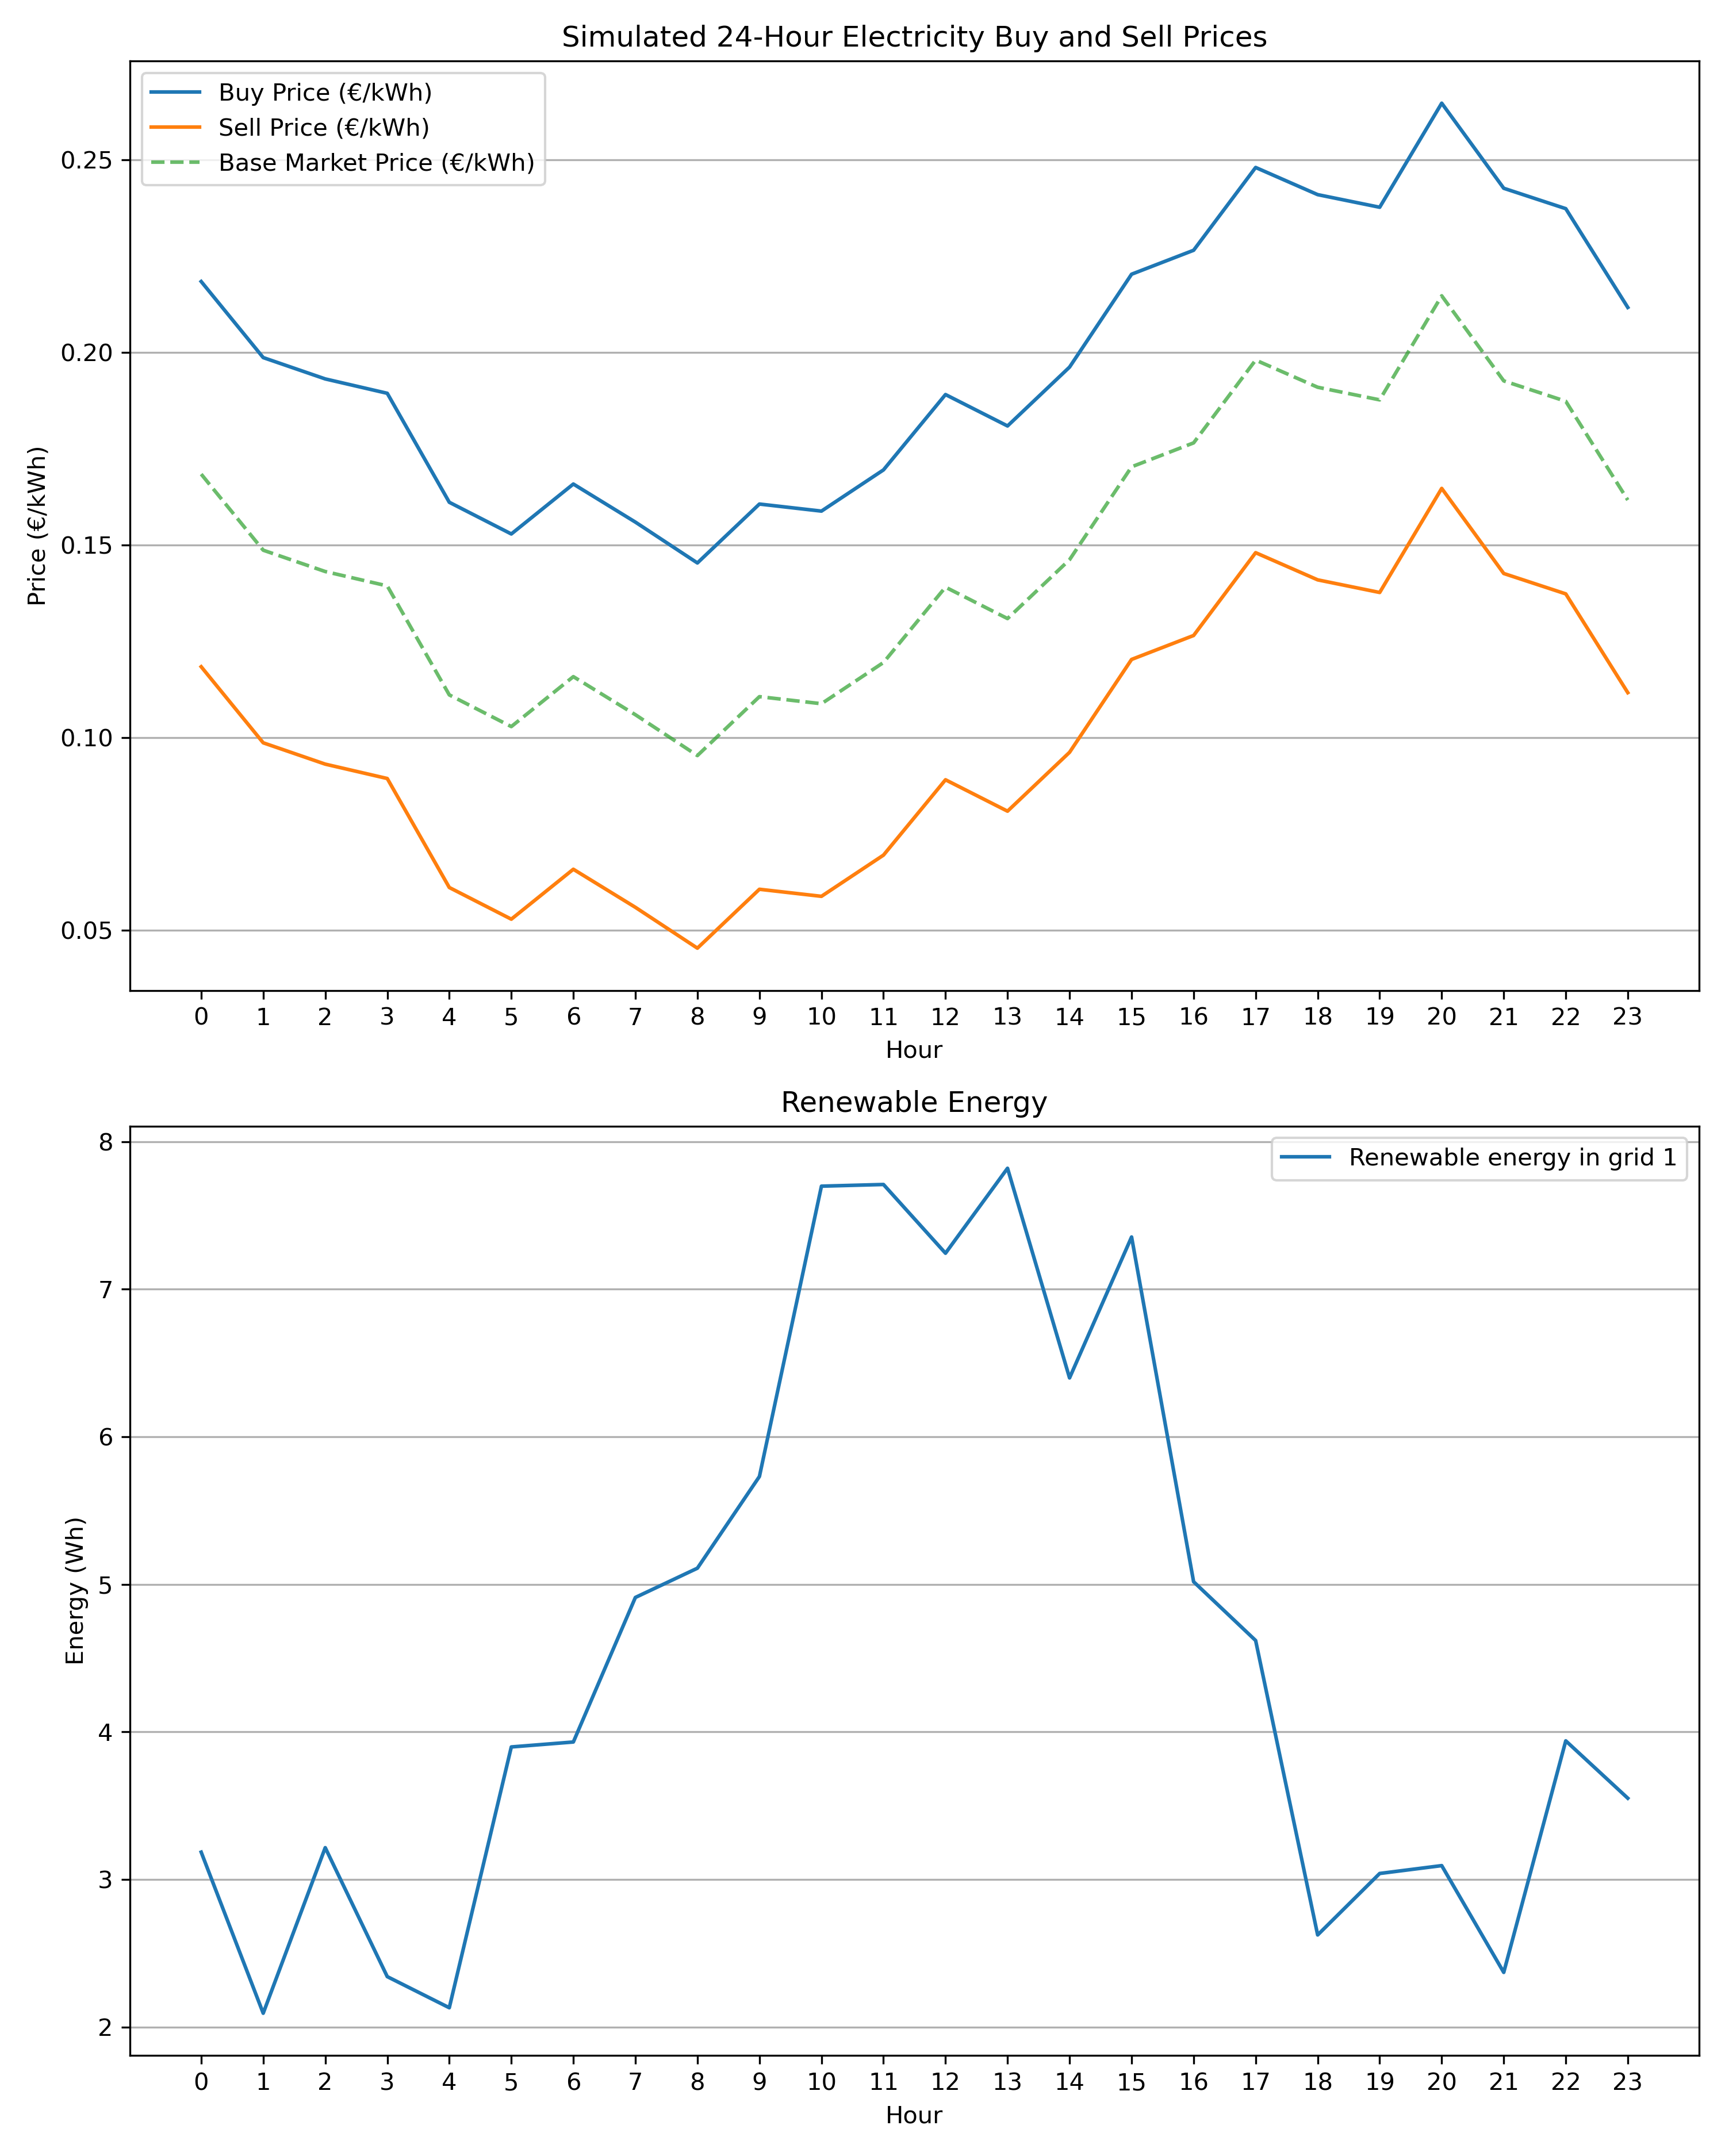 Simulated 24-Hour Electricity Buy and Sell Prices
Buy Price (€/kWh)
Sell Price (€/kWh)
Base Market Price (€/kWh)
Price (€/kWh)
0.25
0.20
0.15
0.10
0.05
0 1 2 3 4 5 6 7 8 9 10 11 12 13 14 15 16 17 18 19 20 21 22 23
Hour
Renewable Energy
Renewable energy in grid 1
Energy (Wh)
8
7
6
5
4
3
2
0 1 2 3 4 5 6 7 8 9 10 11 12 13 14 15 16 17 18 19 20 21 22 23
Hour